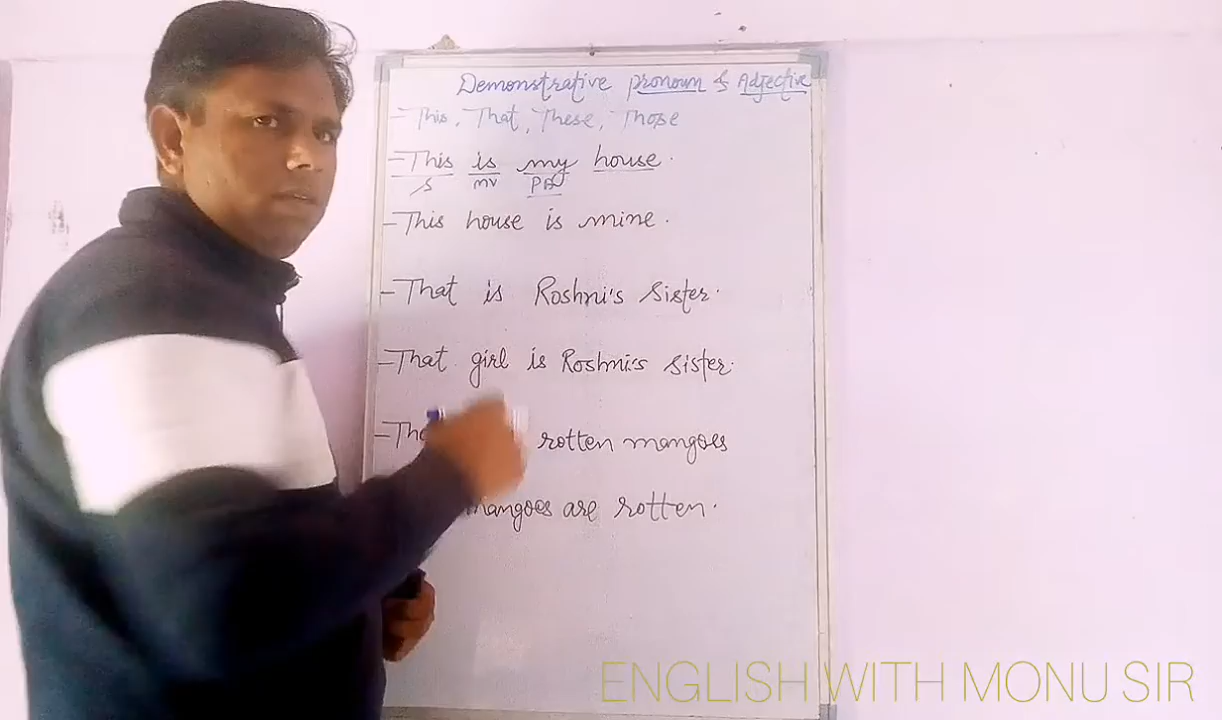 Demonstrative pronoun & Adjective
- This, That, These, Those
- This is my house.
S MV PA
- This house is mine.
- That is Roshni's sister.
- That girl is Roshni's sister.
rotten mangoes
mangoes are rotten.
ENGLISH WITH MONU SIR